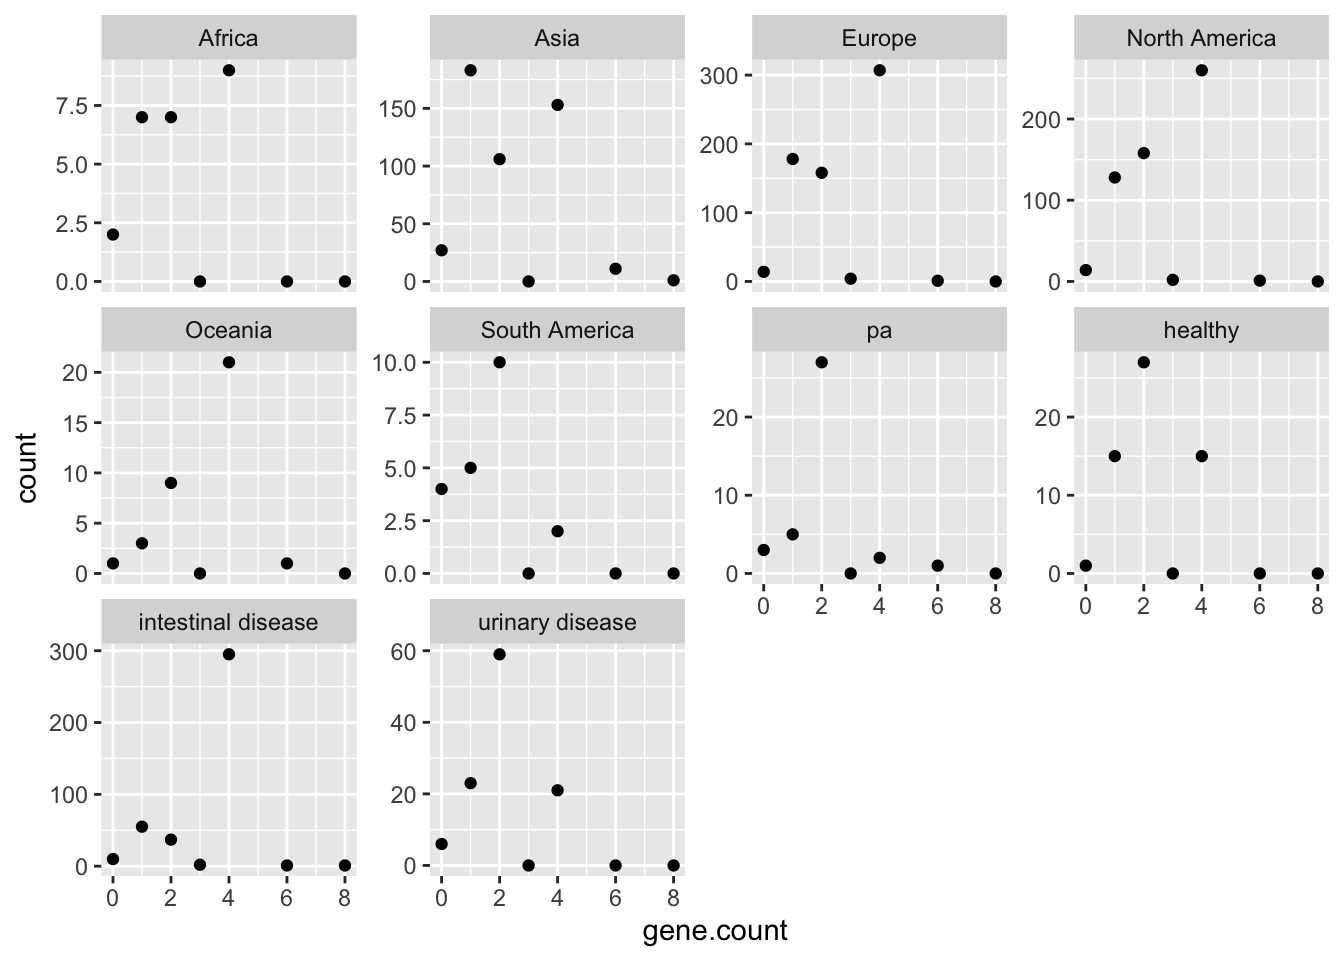 Africa
Asia
Europe
North America
7.5
5.0
2.5
0.0
150
100
50
0
300
200
100
0
200
100
0
Oceania
South America
pa
healthy
20
15
10
5
0
10.0
7.5
5.0
2.5
0.0
20
10
0
0 2 4 6 8
20
10
0
0 2 4 6 8
intestinal disease
urinary disease
300
200
100
0
0 2 4 6 8
60
40
20
0
0 2 4 6 8
count
gene.count